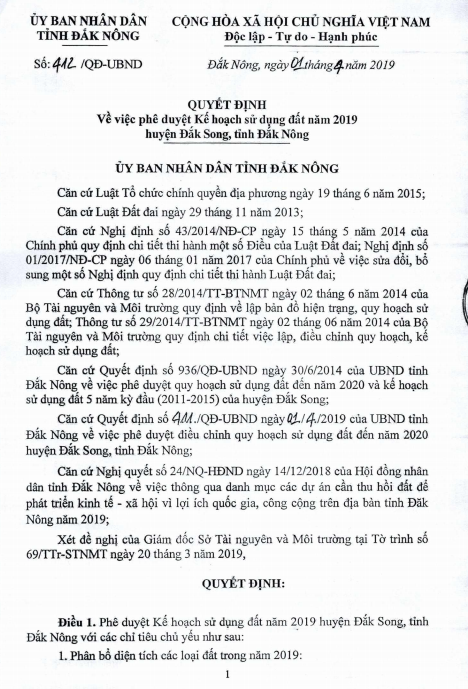 ỦY BAN NHÂN DÂN
TỈNH ĐẮK NÔNG
CỘNG HÒA XÃ HỘI CHỦ NGHĨA VIỆT NAM
Độc lập - Tự do - Hạnh phúc
Số: 412 /QĐ-UBND
Đắk Nông, ngày 01 tháng 4 năm 2019
QUYẾT ĐỊNH
Về việc phê duyệt Kế hoạch sử dụng đất năm 2019
huyện Đắk Song, tỉnh Đắk Nông
ỦY BAN NHÂN DÂN TỈNH ĐẮK NÔNG
Căn cứ Luật Tổ chức chính quyền địa phương ngày 19 tháng 6 năm 2015;
Căn cứ Luật Đất đai ngày 29 tháng 11 năm 2013;
Căn cứ Nghị định số 43/2014/NĐ-CP ngày 15 tháng 5 năm 2014 của
Chính phủ quy định chi tiết thi hành một số Điều của Luật Đất đai; Nghị định số
01/2017/NĐ-CP ngày 06 tháng 01 năm 2017 của Chính phủ về việc sửa đổi, bổ
sung một số Nghị định quy định chi tiết thi hành Luật Đất đai;
Căn cứ Thông tư số 28/2014/TT-BTNMT ngày 02 tháng 6 năm 2014 của
Bộ Tài nguyên và Môi trường quy định về lập bản đồ hiện trạng, quy hoạch sử
dụng đất; Thông tư số 29/2014/TT-BTNMT ngày 02 tháng 06 năm 2014 của Bộ
Tài nguyên và Môi trường quy định chi tiết việc lập, điều chỉnh quy hoạch, kế
hoạch sử dụng đất;
Căn cứ Quyết định số 936/QĐ-UBND ngày 30/6/2014 của UBND tỉnh
Đắk Nông về việc phê duyệt quy hoạch sử dụng đất đến năm 2020 và kế hoạch
sử dụng đất 5 năm kỳ đầu (2011-2015) của huyện Đắk Song;
Căn cứ Quyết định số 411/QĐ-UBND ngày 01/4/2019 của UBND tỉnh
Đắk Nông về việc phê duyệt điều chỉnh quy hoạch sử dụng đất đến năm 2020
huyện Đắk Song, tỉnh Đắk Nông;
Căn cứ Nghị quyết số 24/NQ-HĐND ngày 14/12/2018 của Hội đồng nhân
dân tỉnh Đắk Nông về việc thông qua danh mục các dự án cần thu hồi đất để
phát triển kinh tế - xã hội vì lợi ích quốc gia, công cộng trên địa bàn tỉnh Đăk
Nông năm 2019;
Xét đề nghị của Giám đốc Sở Tài nguyên và Môi trường tại Tờ trình số
69/TTr-STNMT ngày 20 tháng 3 năm 2019,
QUYẾT ĐỊNH:
Điều 1. Phê duyệt Kế hoạch sử dụng đất năm 2019 huyện Đắk Song, tỉnh
Đắk Nông với các chỉ tiêu chủ yếu như sau:
1. Phân bổ diện tích các loại đất trong năm 2019:
1